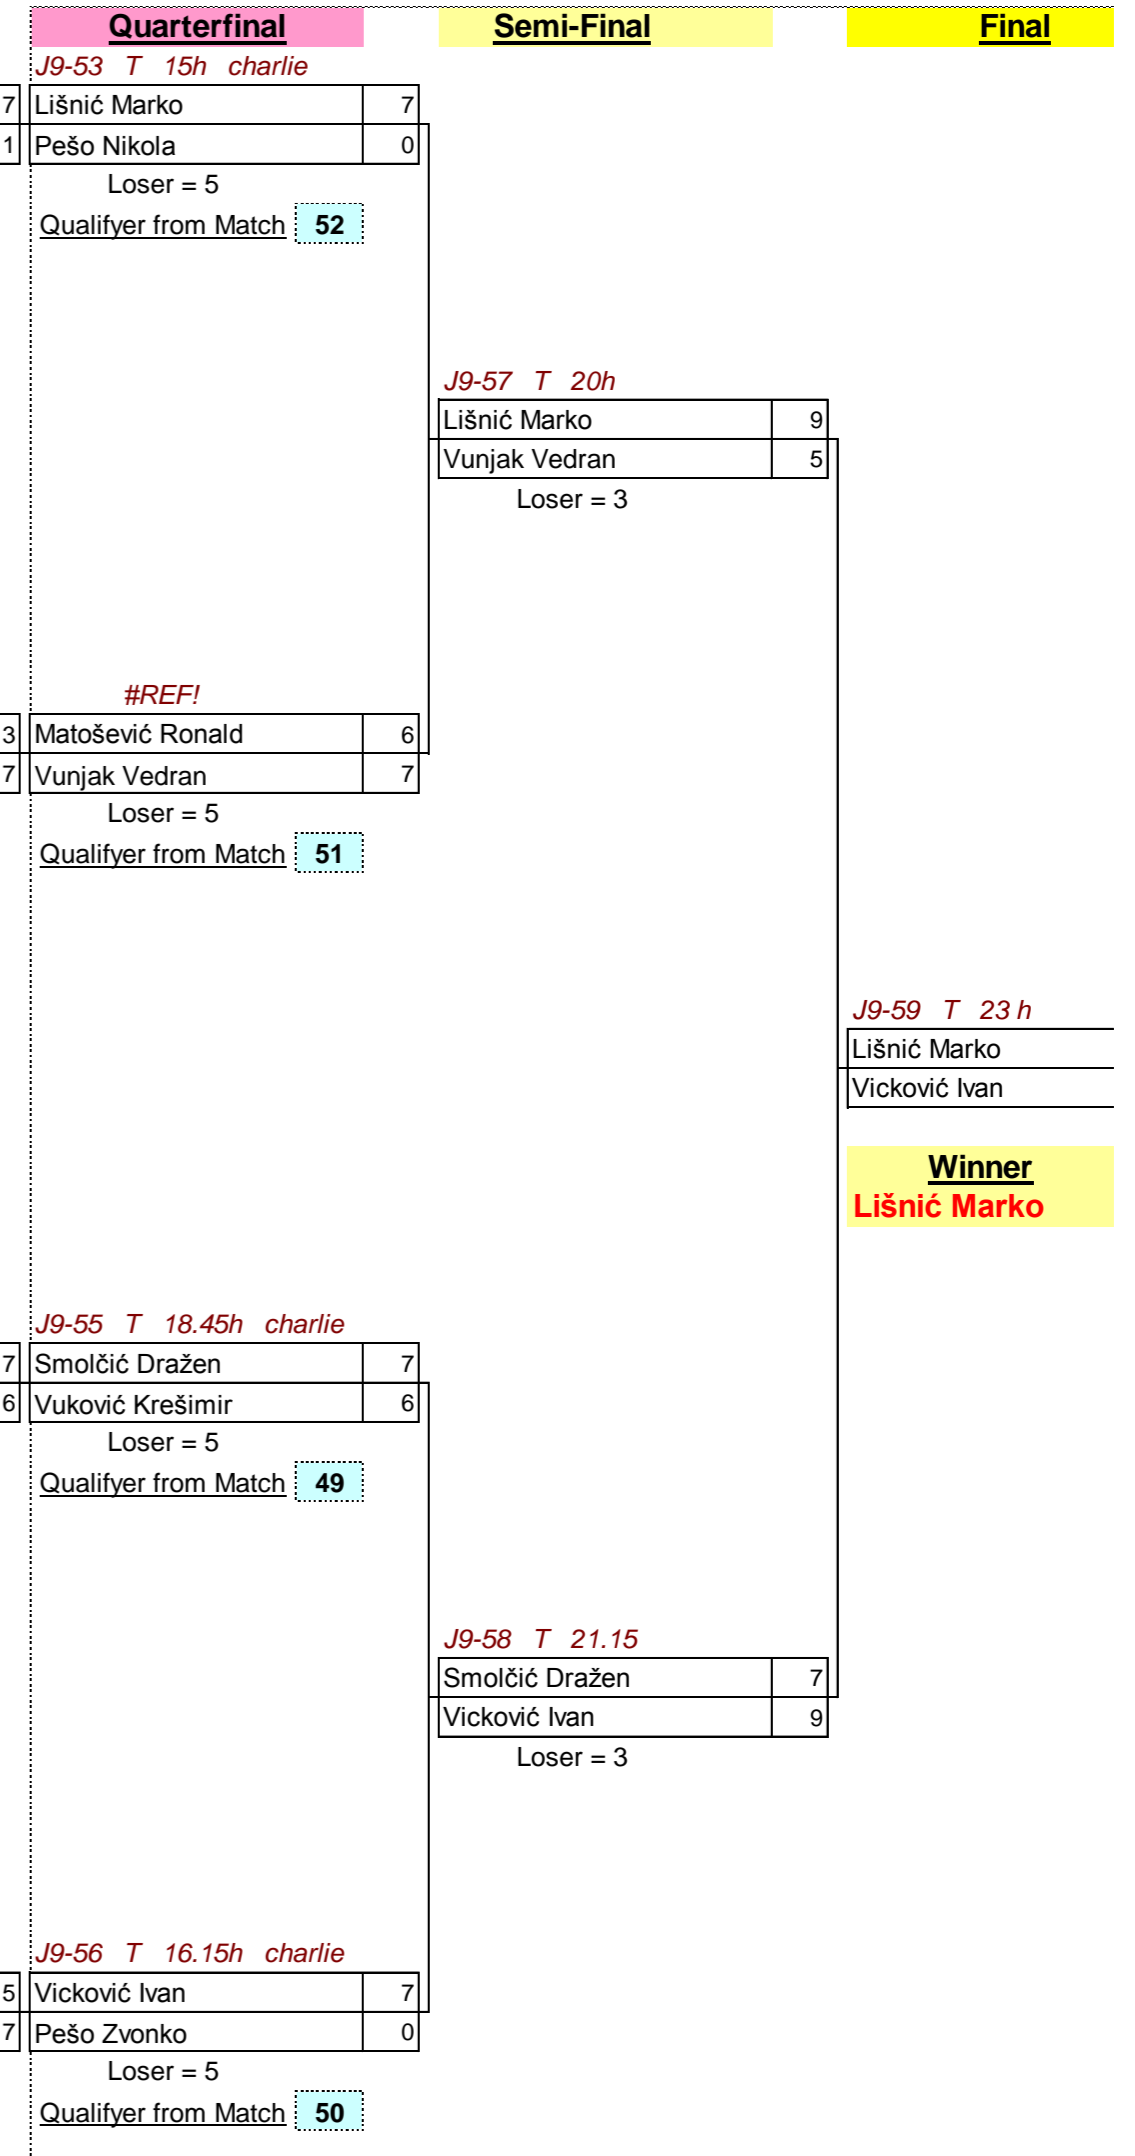 Quarterfinal Semi-Final Final
J9-53 T 15h charlie
7 Lišnić Marko 7
1 Pešo Nikola 0
Loser = 5
Qualifyer from Match 52
J9-57 T 20h
Lišnić Marko 9
Vunjak Vedran 5
Loser = 3
#REF!
3 Matošević Ronald 6
7 Vunjak Vedran 7
Loser = 5
Qualifyer from Match 51
J9-59 T 23 h
Lišnić Marko
Vicković Ivan
Winner
Lišnić Marko
J9-55 T 18.45h charlie
7 Smolčić Dražen 7
6 Vuković Krešimir 6
Loser = 5
Qualifyer from Match 49
J9-58 T 21.15
Smolčić Dražen 7
Vicković Ivan 9
Loser = 3
J9-56 T 16.15h charlie
5 Vicković Ivan 7
7 Pešo Zvonko 0
Loser = 5
Qualifyer from Match 50